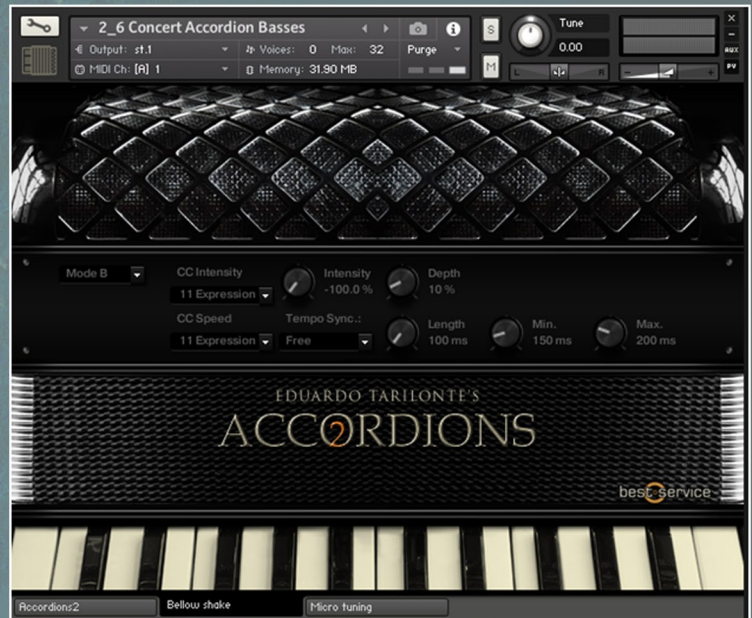 2_6 Concert Accordion Basses
Output: st.1
Voices: 0 Max: 32
Purge
MIDI Ch: [A] 1
Memory: 31.90 MB
S
M
Tune
0.00
L R
- +
×
-
AUX
PV
Mode B
CC Intensity
11 Expression
Intensity
-100.0 %
Depth
10 %
CC Speed
11 Expression
Tempo Sync.:
Free
Length
100 ms
Min.
150 ms
Max.
200 ms
EDUARDO TARILONTE'S
ACCORDIONS
2
best service
Accordions2
Bellow shake
Micro tuning